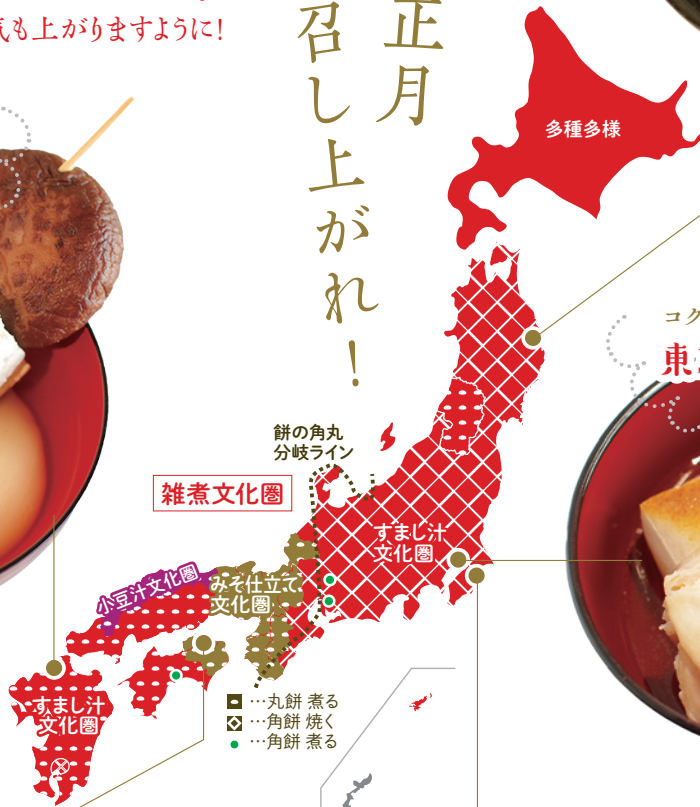 気も上がりますように！
正月
召し上がれ！
多種多様
コク
東
餅の角丸
分岐ライン
雑煮文化圏
すまし汁
文化圏
小豆汁文化圏
みそ仕立て
文化圏
すまし汁
文化圏
…丸餅 煮る
…角餅 焼く
…角餅 煮る